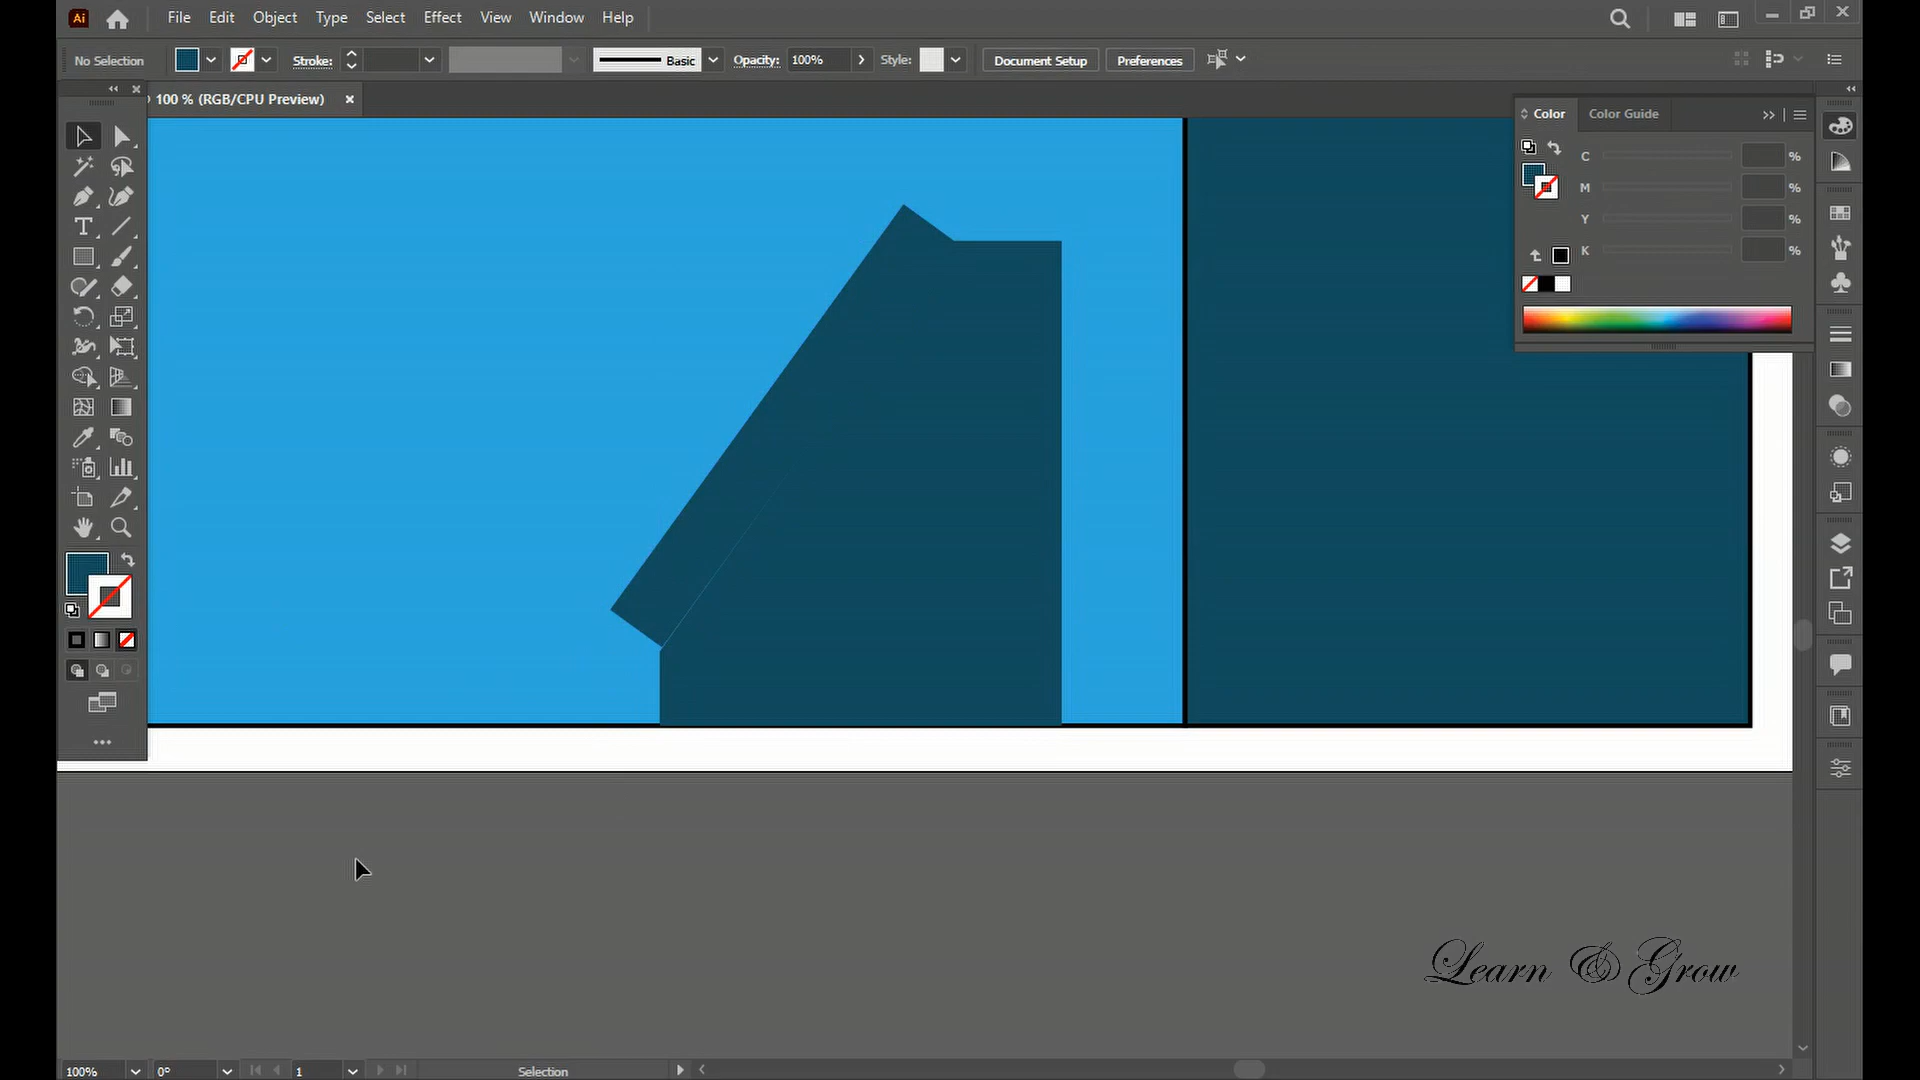 Ai File Edit Object Type Select Effect View Window Help
No Selection Stroke: Basic Opacity: 100% Style: Document Setup Preferences
100 % (RGB/CPU Preview)
Color Color Guide
C %
M %
Y %
K %
T
Learn & Grow
100% 0° 1 Selection